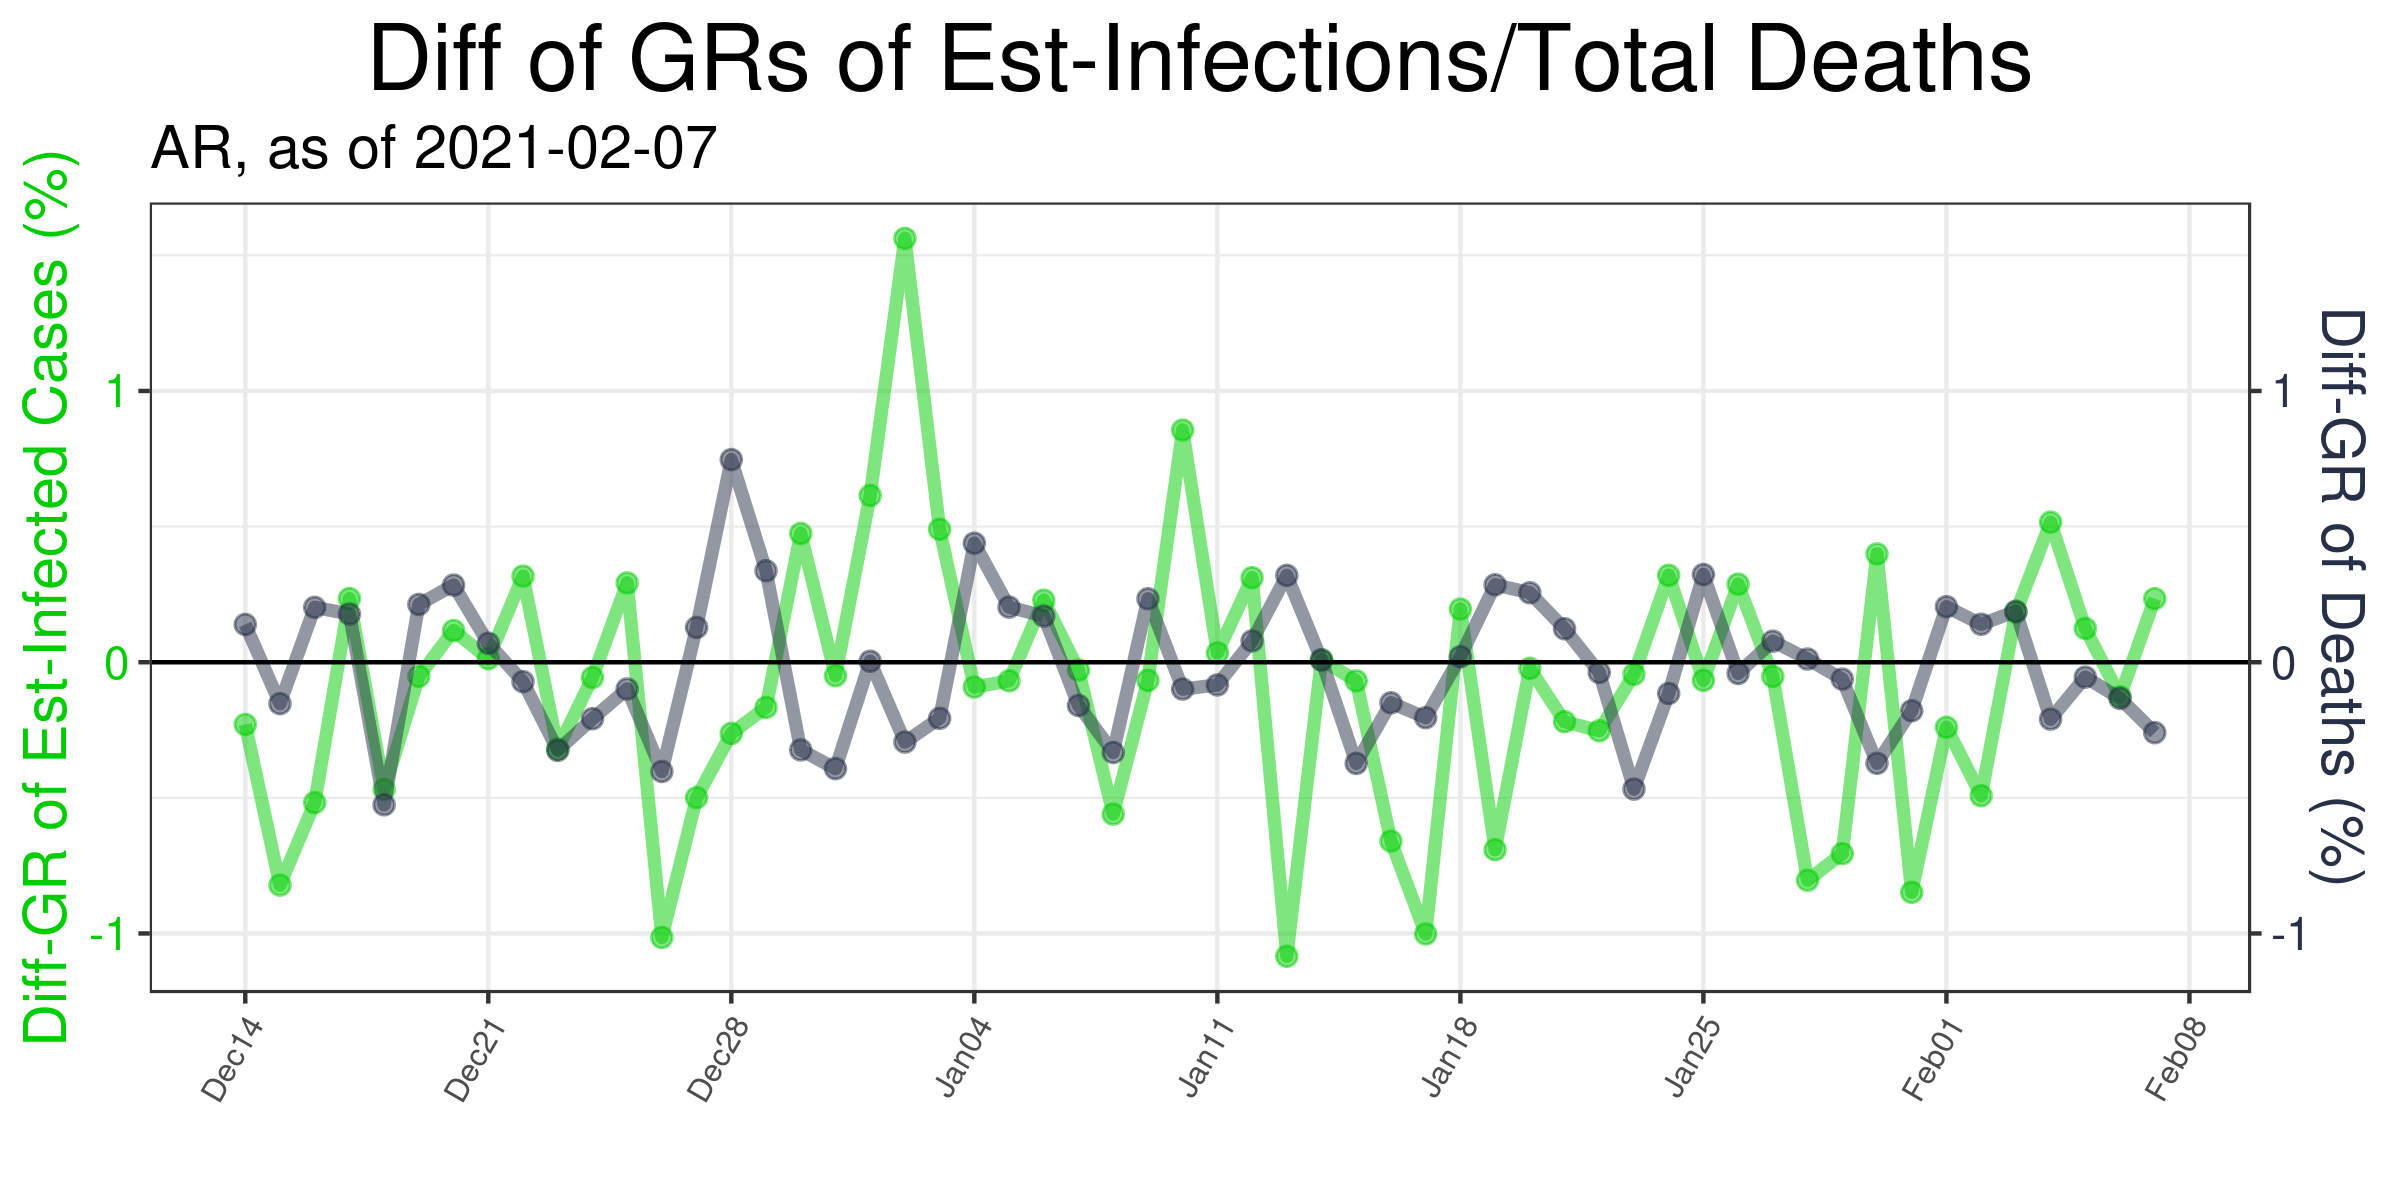 Diff of GRs of Est-Infections/Total Deaths
AR, as of 2021-02-07
Diff-GR of Est-Infected Cases (%)
1
0
-1
1
0
-1
Diff-GR of Deaths (%)
Dec14
Dec21
Dec28
Jan04
Jan11
Jan18
Jan25
Feb01
Feb08